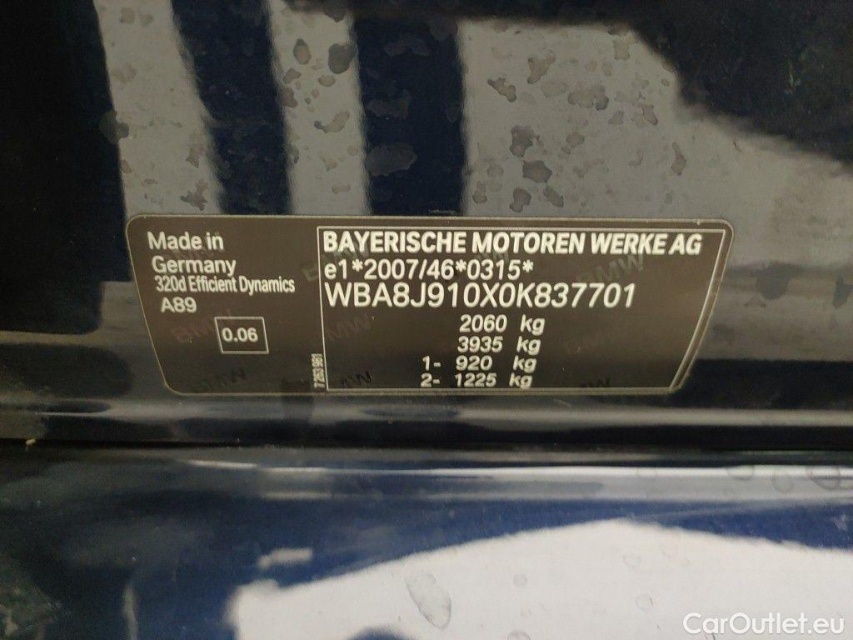 Made in
Germany
320d Efficient Dynamics
A89
0.06
BAYERISCHE MOTOREN WERKE AG
e1*2007/46*0315*
WBA8J910X0K837701
2060 kg
3935 kg
1- 920 kg
2- 1225 kg
CarOutlet.eu